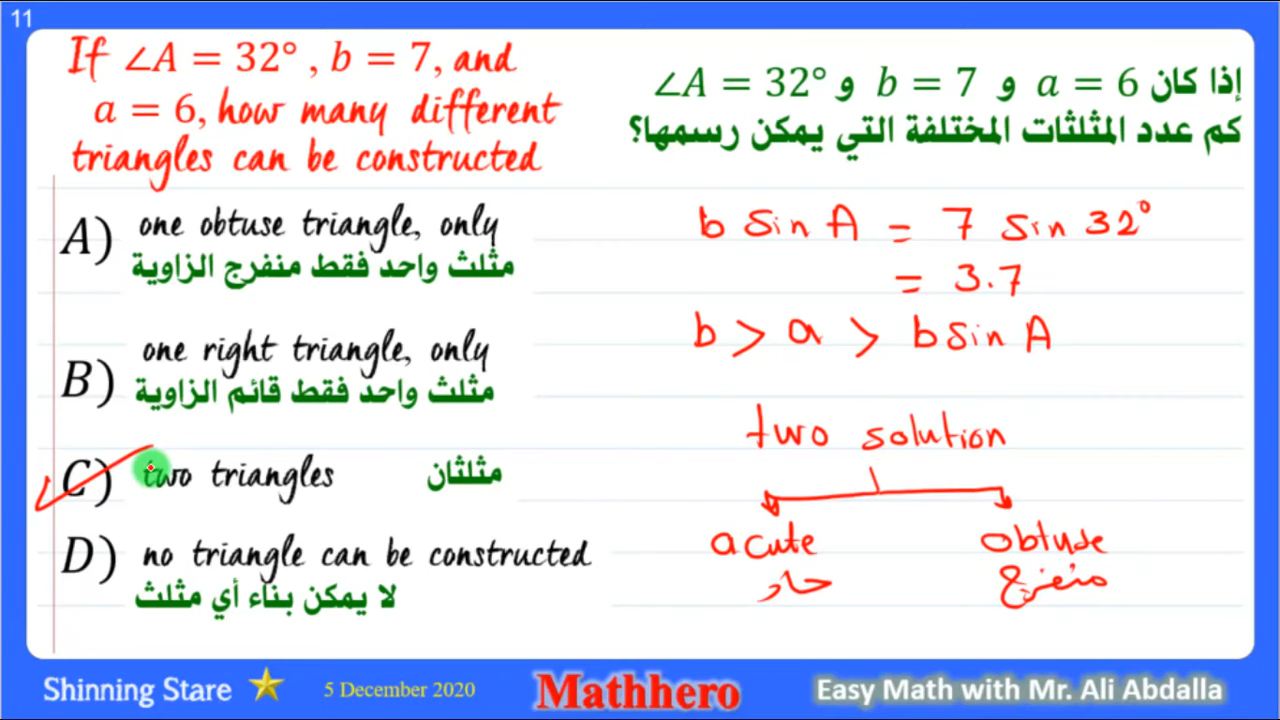 11
If ∠A = 32° , b = 7, and
a = 6, how many different
triangles can be constructed
إذا كان a = 6 و b = 7 و ∠A = 32°
كم عدد المثلثات المختلفة التي يمكن رسمها؟
A) one obtuse triangle, only
مثلث واحد فقط منفرج الزاوية
B) one right triangle, only
مثلث واحد فقط قائم الزاوية
C) two triangles مثلثان
D) no triangle can be constructed
لا يمكن بناء أي مثلث
b sin A = 7 sin 32°
= 3.7
b > a > b sin A
two solution
acute obtuse
حاد منفرج
Shinning Stare
5 December 2020
Mathhero
Easy Math with Mr. Ali Abdalla